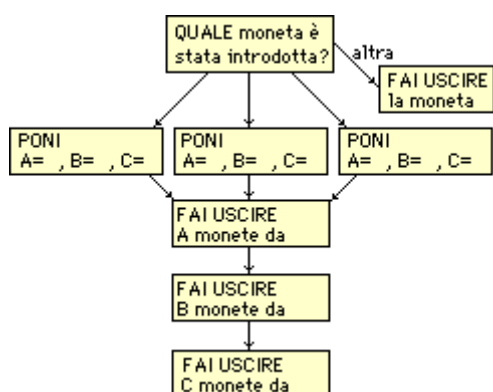 QUALE moneta è
stata introdotta?
altra
FAI USCIRE
la moneta
PONI
A= , B= , C=
PONI
A= , B= , C=
PONI
A= , B= , C=
FAI USCIRE
A monete da
FAI USCIRE
B monete da
FAI USCIRE
C monete da